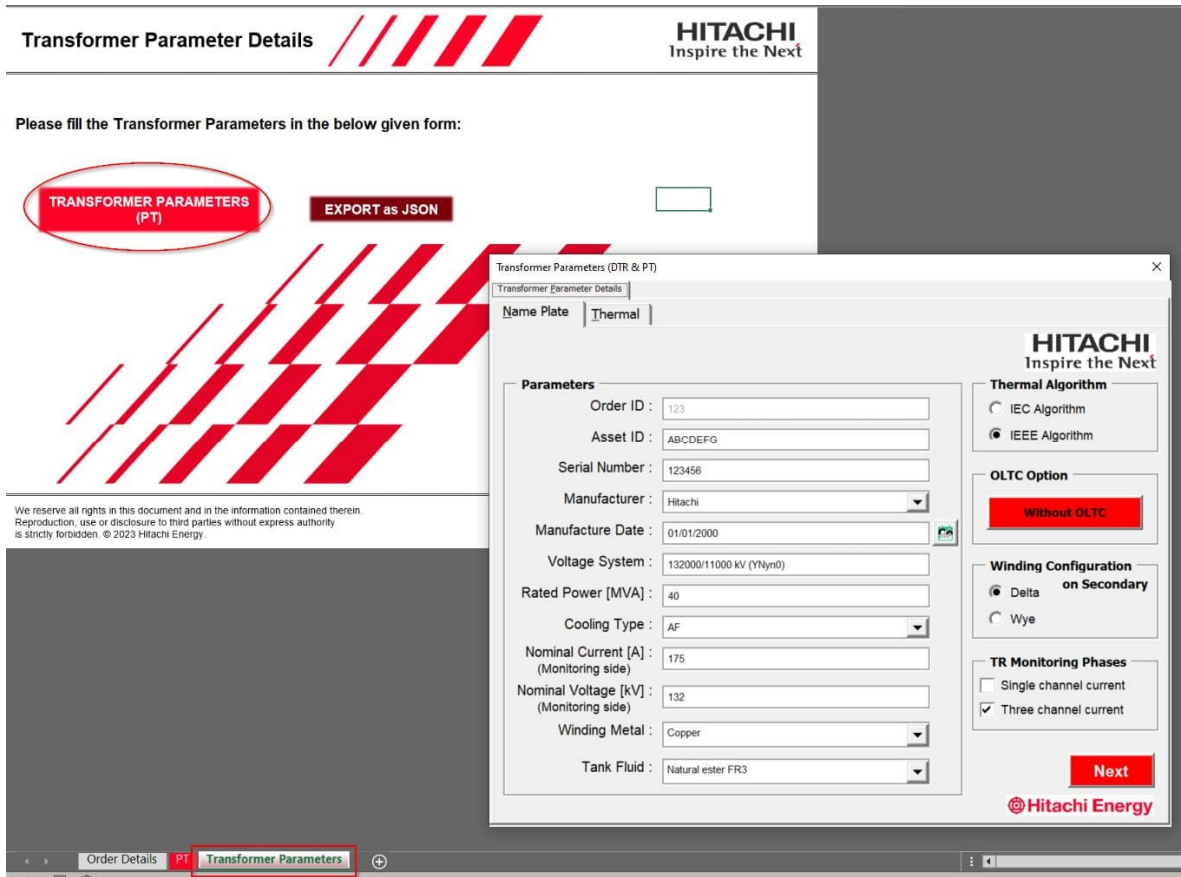 Transformer Parameter Details
HITACHI
Inspire the Next
Please fill the Transformer Parameters in the below given form:
TRANSFORMER PARAMETERS
(PT)
EXPORT as JSON
We reserve all rights in this document and in the information contained therein.
Reproduction, use or disclosure to third parties without express authority
is strictly forbidden. © 2023 Hitachi Energy.
Transformer Parameters (DTR & PT)
Transformer Parameter Details
Name Plate Thermal
HITACHI
Inspire the Next
Parameters
Order ID : 123
Asset ID : ABCDEFG
Serial Number : 123456
Manufacturer : Hitachi
Manufacture Date : 01/01/2000
Voltage System : 132000/11000 kV (YNyn0)
Rated Power [MVA] : 40
Cooling Type : AF
Nominal Current [A] : 175
(Monitoring side)
Nominal Voltage [kV] : 132
(Monitoring side)
Winding Metal : Copper
Tank Fluid : Natural ester FR3
Thermal Algorithm
IEC Algorithm
IEEE Algorithm
OLTC Option
Without OLTC
Winding Configuration
on Secondary
Delta
Wye
TR Monitoring Phases
Single channel current
Three channel current
Next
Hitachi Energy
Order Details PT Transformer Parameters